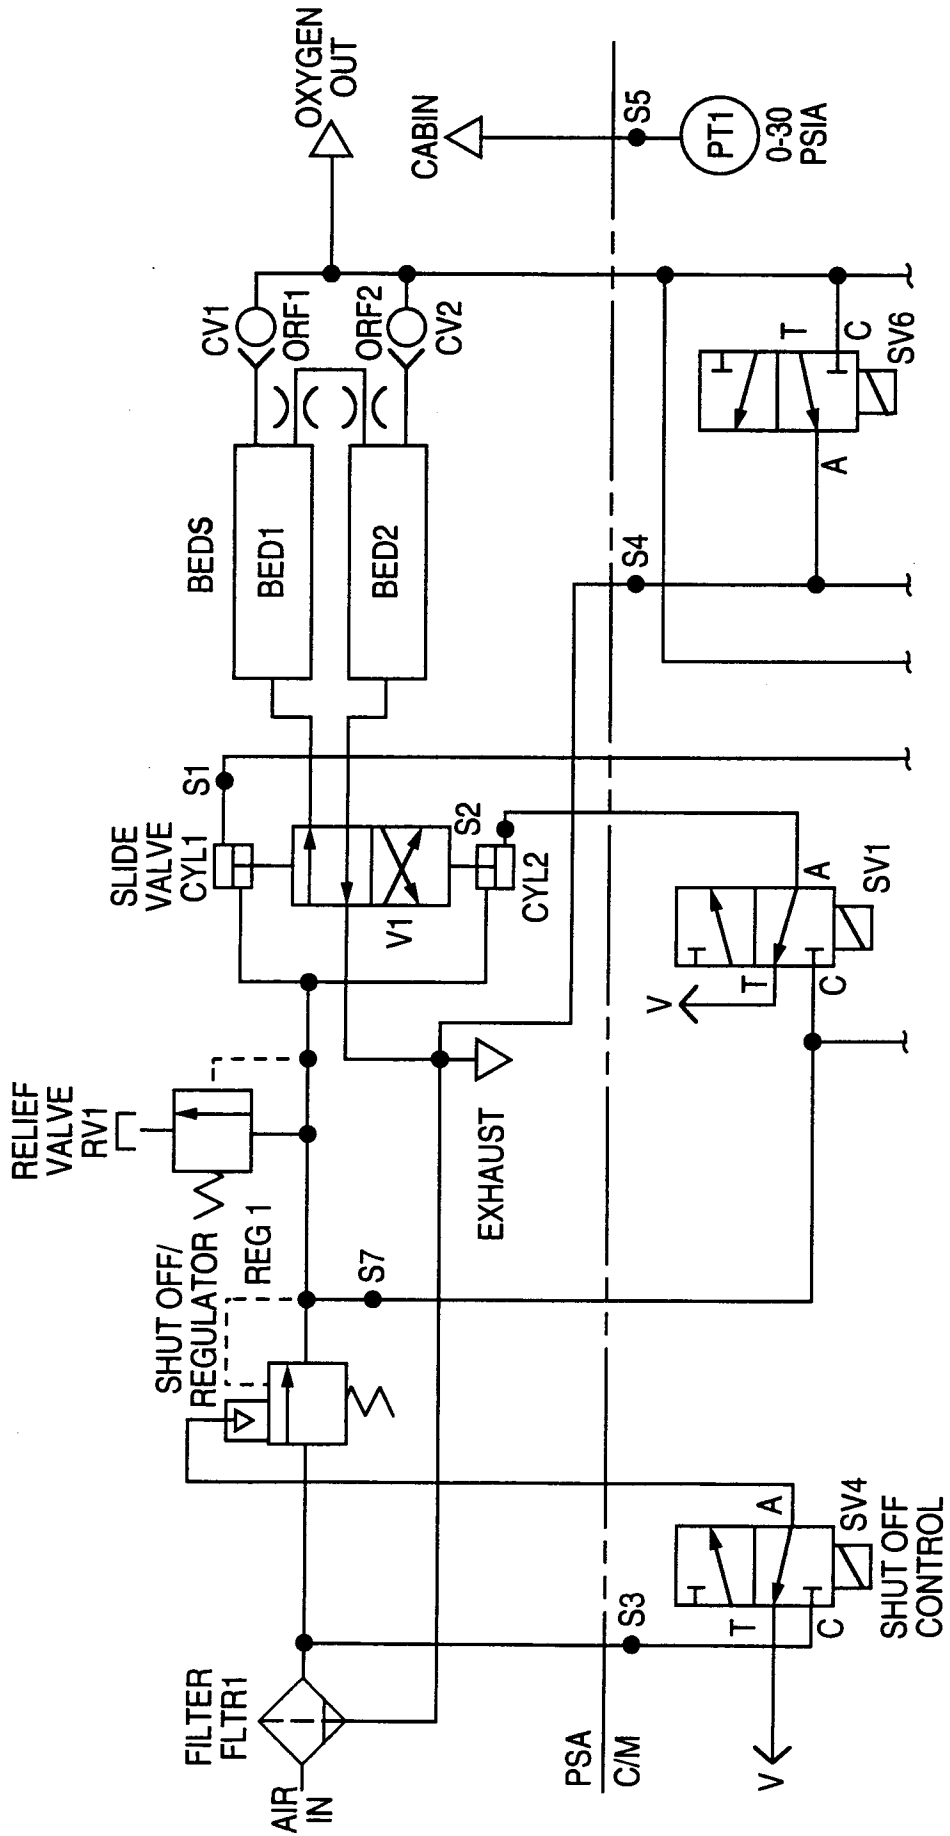 OXYGEN
OUT
CABIN
S5
PT1
0-30
PSIA
CV1
ORF1
ORF2
CV2
T
C
SV6
A
BEDS
BED1
BED2
S4
S1
SLIDE
VALVE
CYL1
S2
CYL2
V1
A
SV1
T
C
V
RELIEF
VALVE
RV1
EXHAUST
SHUT OFF/
REGULATOR
REG 1
S7
A
SV4
SHUT OFF
CONTROL
T
C
S3
V
FILTER
FLTR1
AIR
IN
PSA
C/M